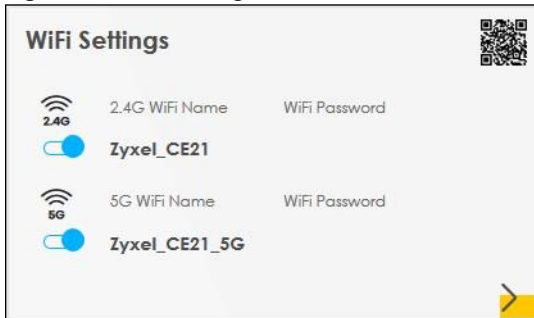 WiFi Settings
2.4G
2.4G WiFi Name WiFi Password
Zyxel_CE21
5G
5G WiFi Name WiFi Password
Zyxel_CE21_5G